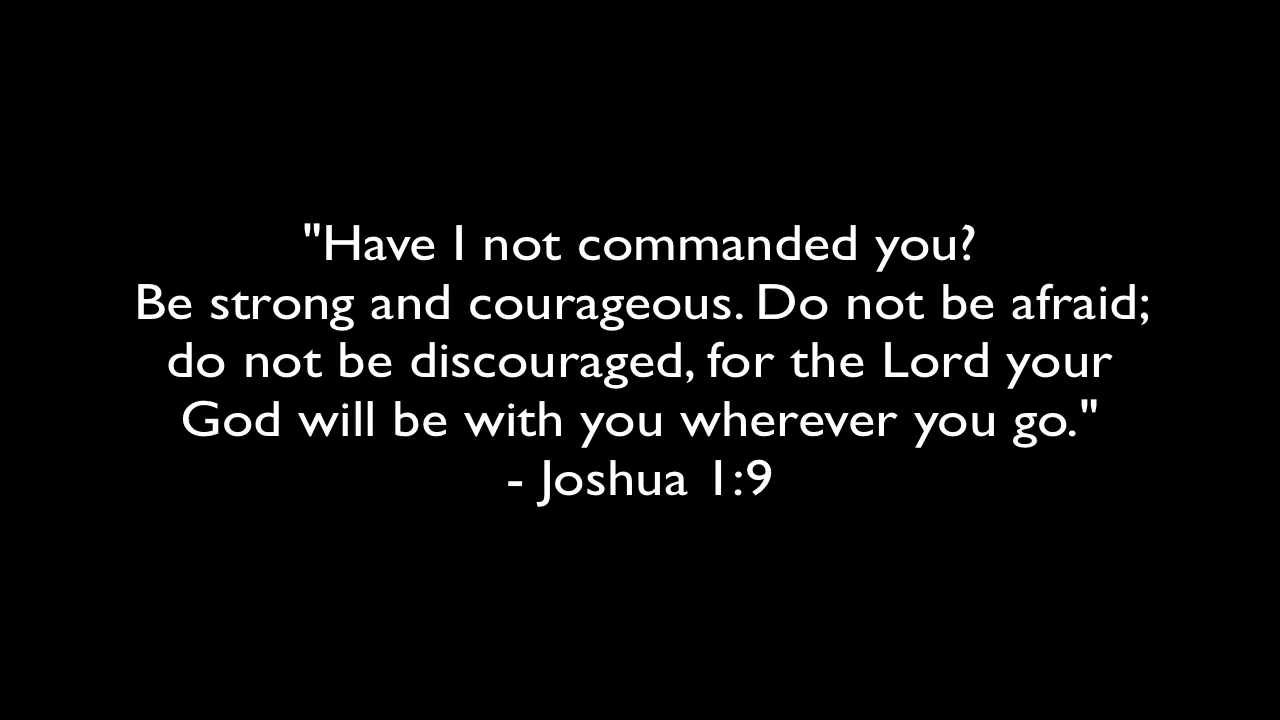 "Have I not commanded you?
Be strong and courageous. Do not be afraid;
do not be discouraged, for the Lord your
God will be with you wherever you go."
- Joshua 1:9